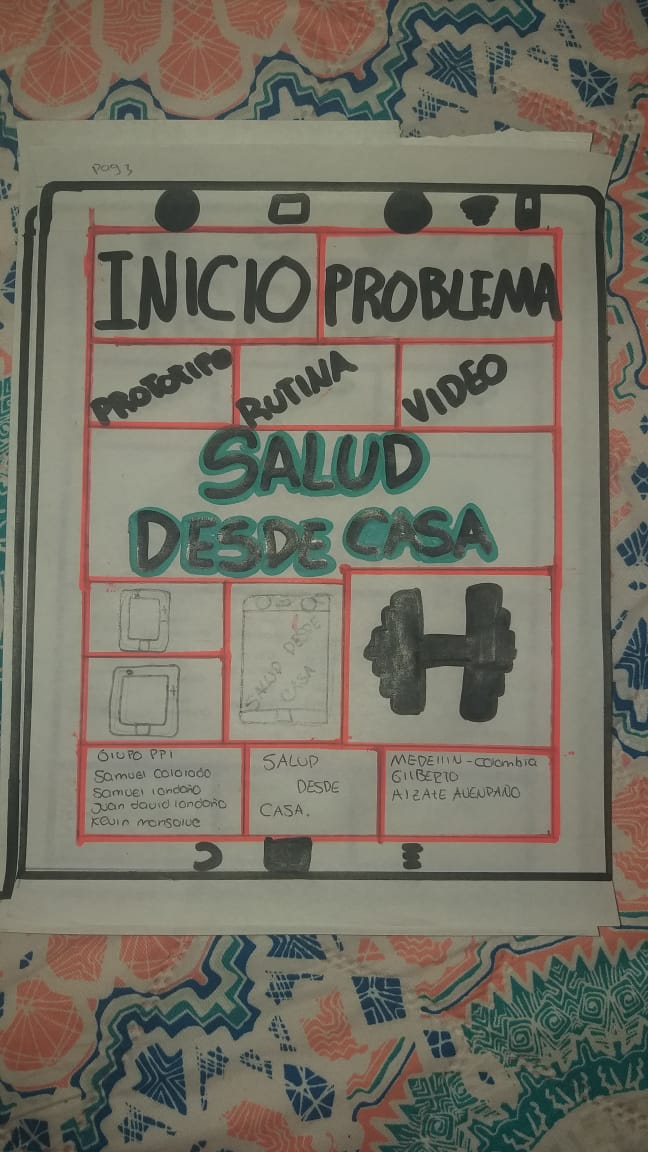 Pag 3
INICIO PROBLEMA
PROTOTIPO RUTINA VIDEO
SALUD
DESDE CASA
SALUD DESDE
CASA
GRUPO PPI
Samuel Colorado
Samuel londoño
Juan david londoño
Kevin monsalve
SALUD
DESDE
CASA.
MEDEllIN-Colombia
GILBERTO
AlZATE AVENDAÑO